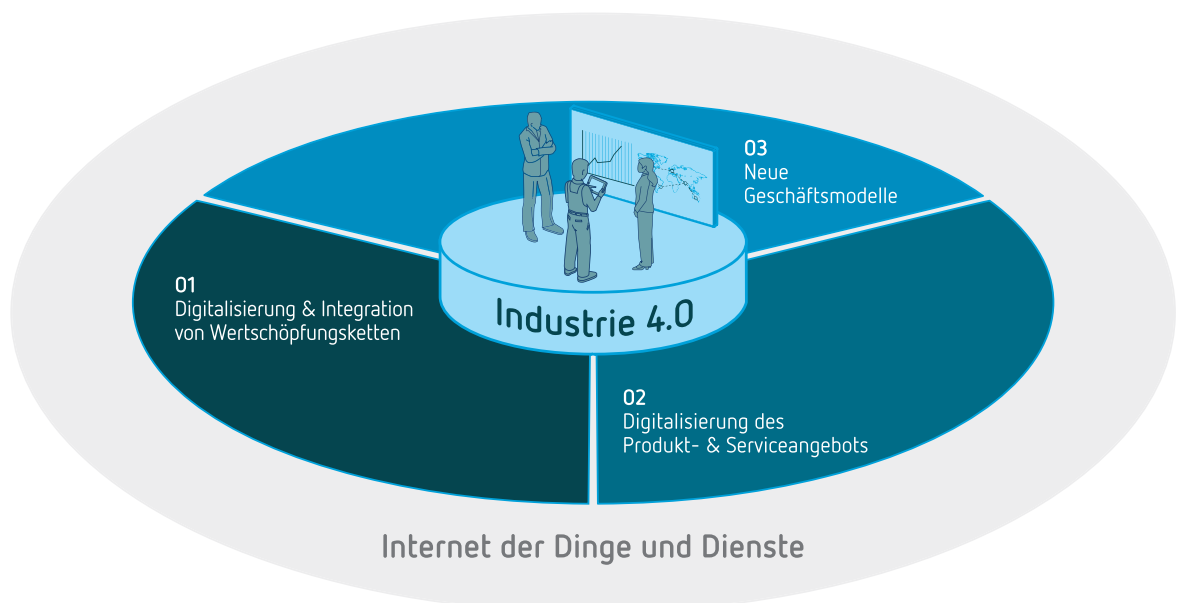 03
Neue
Geschäftsmodelle
01
Digitalisierung & Integration
von Wertschöpfungsketten
Industrie 4.0
02
Digitalisierung des
Produkt- & Serviceangebots
Internet der Dinge und Dienste